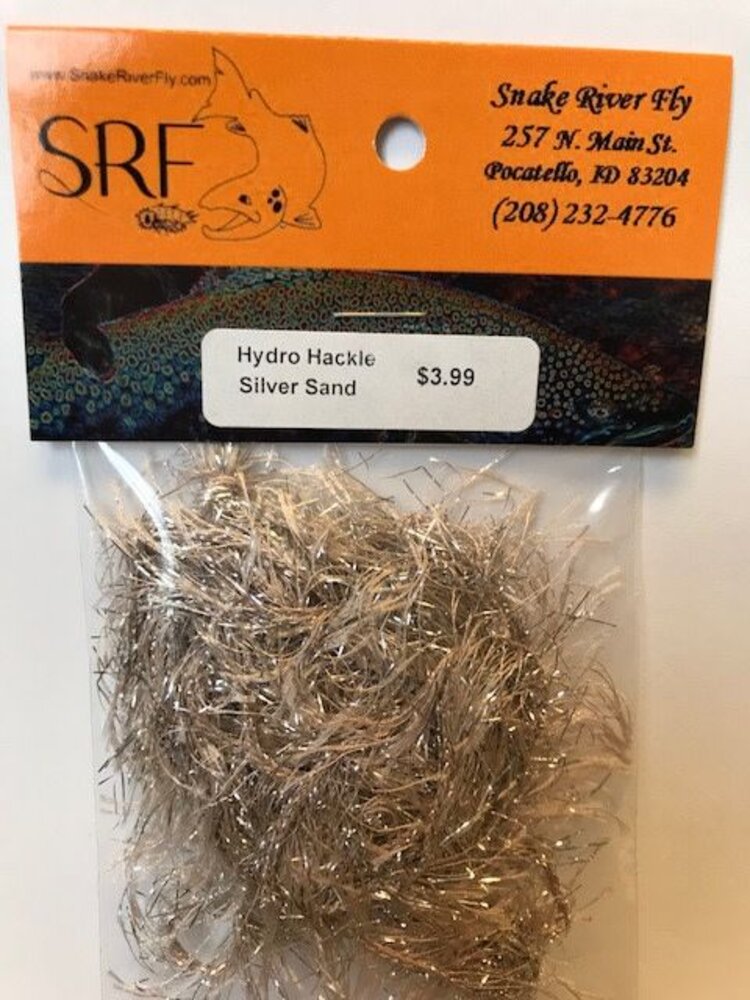 www.SnakeRiverFly.com
SRF
Snake River Fly
257 N. Main St.
Pocatello, ID 83204
(208) 232-4776
Hydro Hackle
Silver Sand
$3.99